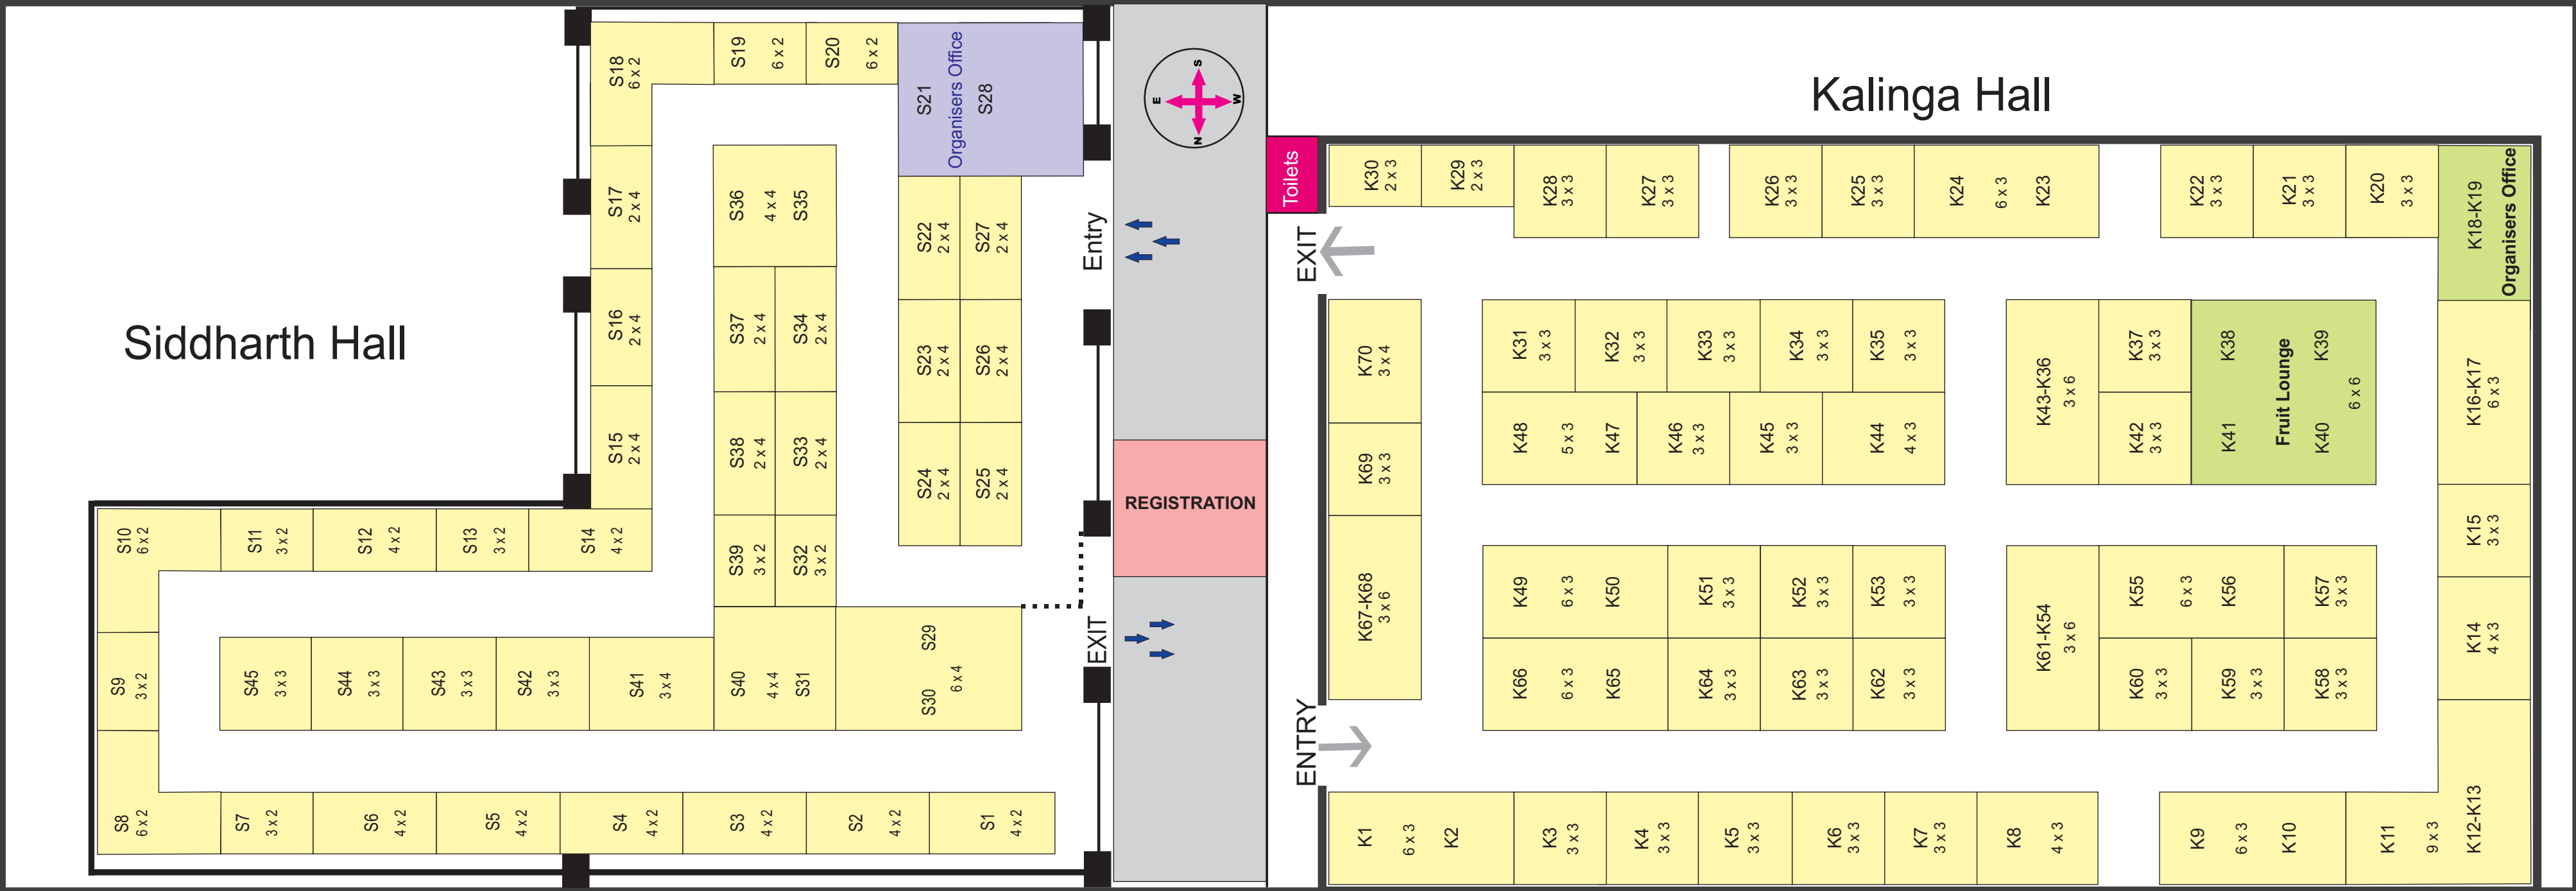 Siddharth Hall
S18
6 x 2
S19
6 x 2
S20
6 x 2
S21
Organisers Office
S28
S17
2 x 4
S16
2 x 4
S15
2 x 4
S36
4 x 4
S35
S37
2 x 4
S34
2 x 4
S38
2 x 4
S33
2 x 4
S39
3 x 2
S32
3 x 2
S22
2 x 4
S27
2 x 4
S23
2 x 4
S26
2 x 4
S24
2 x 4
S25
2 x 4
S10
6 x 2
S11
3 x 2
S12
4 x 2
S13
3 x 2
S14
4 x 2
S9
3 x 2
S45
3 x 3
S44
3 x 3
S43
3 x 3
S42
3 x 3
S41
3 x 4
S40
4 x 4
S31
S30
S29
6 x 4
S8
6 x 2
S7
3 x 2
S6
4 x 2
S5
4 x 2
S4
4 x 2
S3
4 x 2
S2
4 x 2
S1
4 x 2
Entry
EXIT
S
E
W
N
REGISTRATION
Toilets
EXIT
ENTRY
Kalinga Hall
K30
2 x 3
K29
2 x 3
K28
3 x 3
K27
3 x 3
K26
3 x 3
K25
3 x 3
K24
6 x 3
K23
K22
3 x 3
K21
3 x 3
K20
3 x 3
K18-K19
Organisers Office
K70
3 x 4
K69
3 x 3
K67-K68
3 x 6
K31
3 x 3
K32
3 x 3
K33
3 x 3
K34
3 x 3
K35
3 x 3
K48
5 x 3
K47
K46
3 x 3
K45
3 x 3
K44
4 x 3
K43-K36
3 x 6
K37
3 x 3
K42
3 x 3
K38
K39
K41
Fruit Lounge
K40
6 x 6
K16-K17
6 x 3
K15
3 x 3
K14
4 x 3
K49
6 x 3
K50
K51
3 x 3
K52
3 x 3
K53
3 x 3
K66
6 x 3
K65
K64
3 x 3
K63
3 x 3
K62
3 x 3
K61-K54
3 x 6
K55
6 x 3
K56
K57
3 x 3
K60
3 x 3
K59
3 x 3
K58
3 x 3
K1
6 x 3
K2
K3
3 x 3
K4
3 x 3
K5
3 x 3
K6
3 x 3
K7
3 x 3
K8
4 x 3
K9
6 x 3
K10
K11
9 x 3
K12-K13